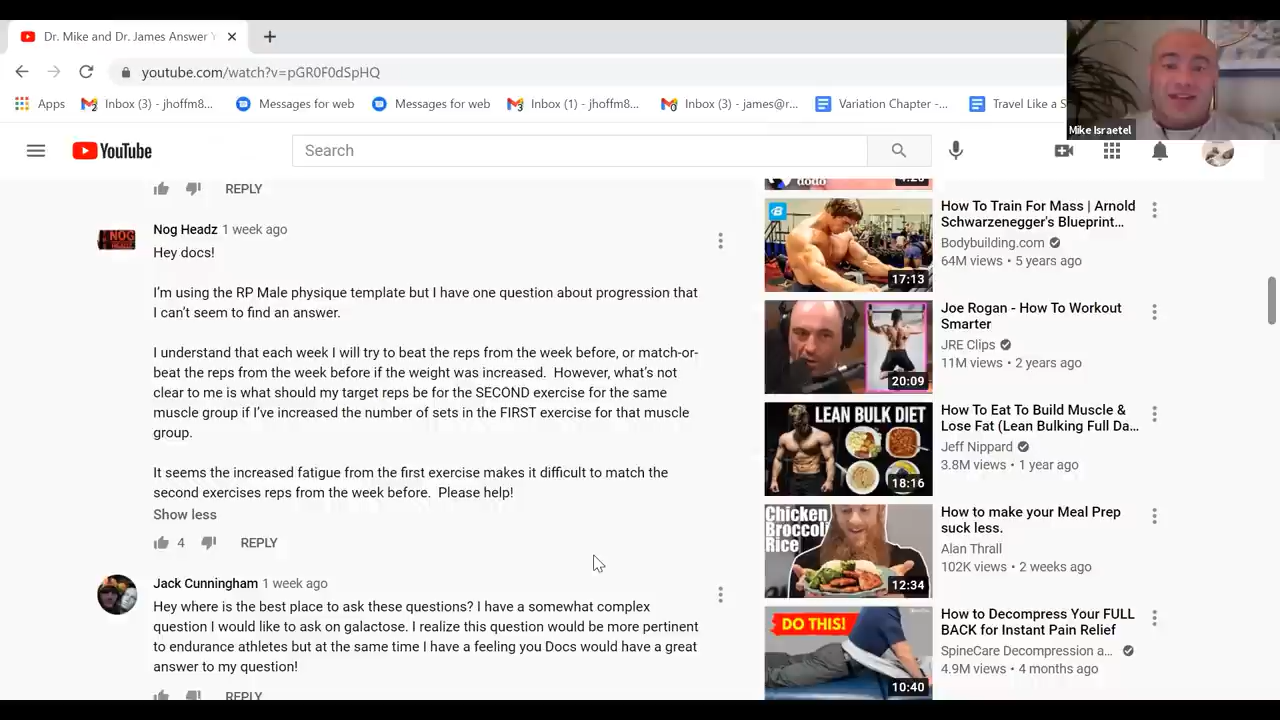 Dr. Mike and Dr. James Answer Y
youtube.com/watch?v=pGR0F0dSpHQ
Apps
Inbox (3) - jhoffm8...
Messages for web
Messages for web
Inbox (1) - jhoffm8...
Inbox (3) - james@r...
Variation Chapter -...
Travel Like a S
Mike Israetel
YouTube
Search
REPLY
Nog Headz 1 week ago
Hey docs!
I'm using the RP Male physique template but I have one question about progression that
I can't seem to find an answer.
I understand that each week I will try to beat the reps from the week before, or match-or-
beat the reps from the week before if the weight was increased. However, what's not
clear to me is what should my target reps be for the SECOND exercise for the same
muscle group if I've increased the number of sets in the FIRST exercise for that muscle
group.
It seems the increased fatigue from the first exercise makes it difficult to match the
second exercises reps from the week before. Please help!
Show less
4 REPLY
Jack Cunningham 1 week ago
Hey where is the best place to ask these questions? I have a somewhat complex
question I would like to ask on galactose. I realize this question would be more pertinent
to endurance athletes but at the same time I have a feeling you Docs would have a great
answer to my question!
REPLY
17:13
How To Train For Mass | Arnold
Schwarzenegger's Blueprint...
Bodybuilding.com
64M views • 5 years ago
20:09
Joe Rogan - How To Workout
Smarter
JRE Clips
11M views • 2 years ago
LEAN BULK DIET
18:16
How To Eat To Build Muscle &
Lose Fat (Lean Bulking Full Da...
Jeff Nippard
3.8M views • 1 year ago
Chicken
Broccoli
Rice
12:34
How to make your Meal Prep
suck less.
Alan Thrall
102K views • 2 weeks ago
DO THIS!
10:40
How to Decompress Your FULL
BACK for Instant Pain Relief
SpineCare Decompression a...
4.9M views • 4 months ago